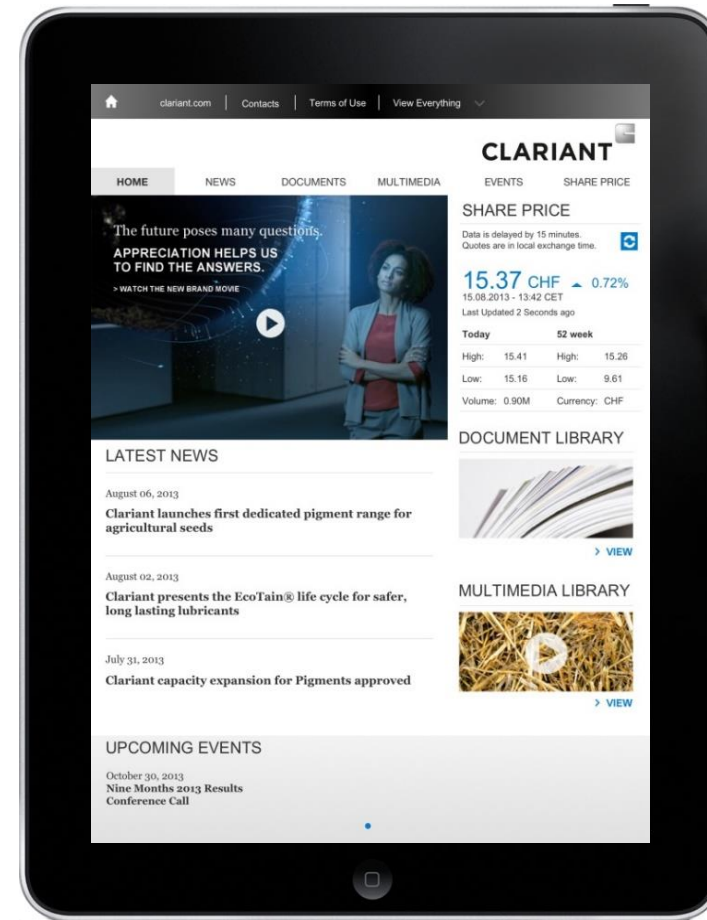 clariant.com | Contacts | Terms of Use | View Everything
CLARIANT
HOME NEWS DOCUMENTS MULTIMEDIA EVENTS SHARE PRICE
The future poses many questions.
APPRECIATION HELPS US
TO FIND THE ANSWERS.
> WATCH THE NEW BRAND MOVIE
SHARE PRICE
Data is delayed by 15 minutes.
Quotes are in local exchange time.
15.37 CHF 0.72%
15.08.2013 - 13:42 CET
Last Updated 2 Seconds ago
Today 52 week
High: 15.41 High: 15.26
Low: 15.16 Low: 9.61
Volume: 0.90M Currency: CHF
LATEST NEWS
August 06, 2013
Clariant launches first dedicated pigment range for
agricultural seeds
August 02, 2013
Clariant presents the EcoTain® life cycle for safer,
long lasting lubricants
July 31, 2013
Clariant capacity expansion for Pigments approved
DOCUMENT LIBRARY
> VIEW
MULTIMEDIA LIBRARY
> VIEW
UPCOMING EVENTS
October 30, 2013
Nine Months 2013 Results
Conference Call